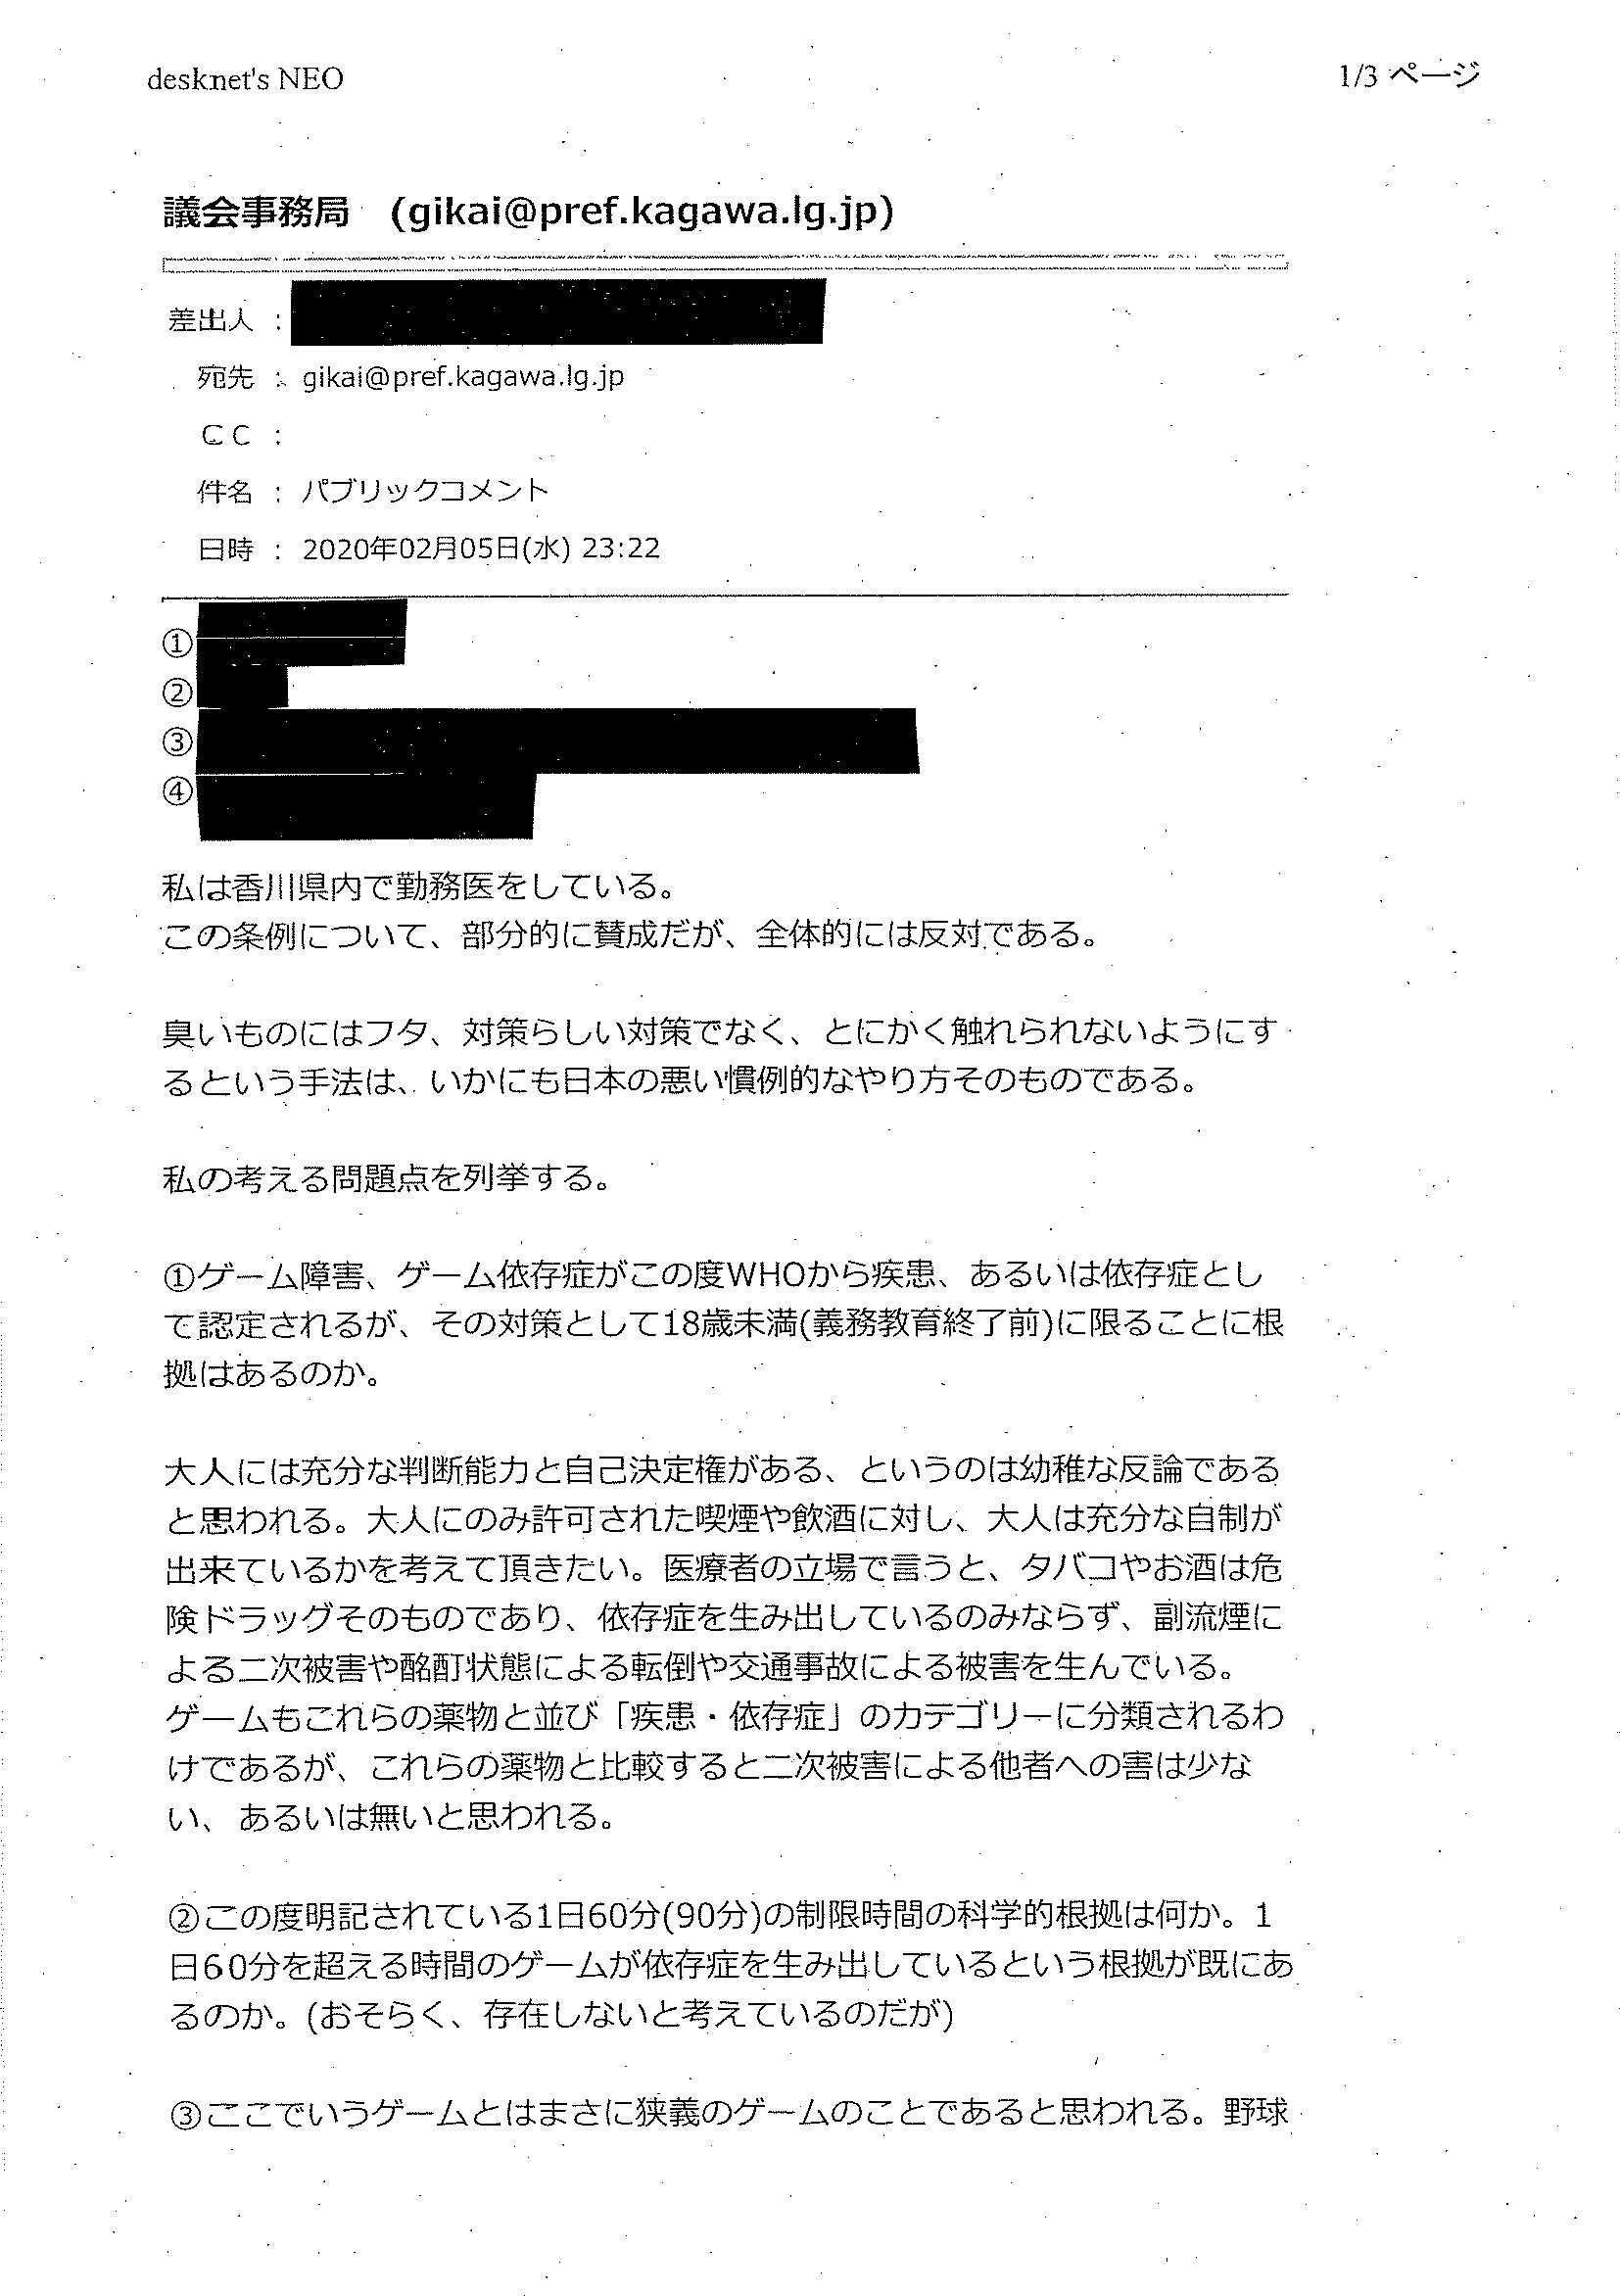 desknet's NEO
1/3 ページ
議会事務局 (gikai@pref.kagawa.lg.jp)
差出人 :
宛先 : gikai@pref.kagawa.lg.jp
ＣＣ :
件名 : パブリックコメント
日時 : 2020年02月05日(水) 23:22
①
②
③
④
私は香川県内で勤務医をしている。
この条例について、部分的に賛成だが、全体的には反対である。
臭いものにはフタ、対策らしい対策でなく、とにかく触れられないようにす
るという手法は、いかにも日本の悪い慣例的なやり方そのものである。
私の考える問題点を列挙する。
①ゲーム障害、ゲーム依存症がこの度WHOから疾患、あるいは依存症とし
て認定されるが、その対策として18歳未満(義務教育終了前)に限ることに根
拠はあるのか。
大人には充分な判断能力と自己決定権がある、というのは幼稚な反論である
と思われる。大人にのみ許可された喫煙や飲酒に対し、大人は充分な自制が
出来ているかを考えて頂きたい。医療者の立場で言うと、タバコやお酒は危
険ドラッグそのものであり、依存症を生み出しているのみならず、副流煙に
よる二次被害や酩酊状態による転倒や交通事故による被害を生んでいる。
ゲームもこれらの薬物と並び「疾患・依存症」のカテゴリーに分類されるわ
けであるが、これらの薬物と比較すると二次被害による他者への害は少な
い、あるいは無いと思われる。
②この度明記されている1日60分(90分)の制限時間の科学的根拠は何か。1
日60分を超える時間のゲームが依存症を生み出しているという根拠が既にあ
るのか。(おそらく、存在しないと考えているのだが)
③ここでいうゲームとはまさに狭義のゲームのことであると思われる。野球